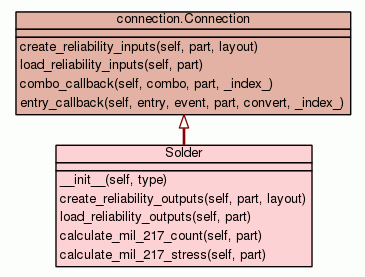 connection.Connection
create_reliability_inputs(self, part, layout)
load_reliability_inputs(self, part)
combo_callback(self, combo, part, _index_)
entry_callback(self, entry, event, part, convert, _index_)
Solder
__init__(self, type)
create_reliability_outputs(self, part, layout)
load_reliability_outputs(self, part)
calculate_mil_217_count(self, part)
calculate_mil_217_stress(self, part)